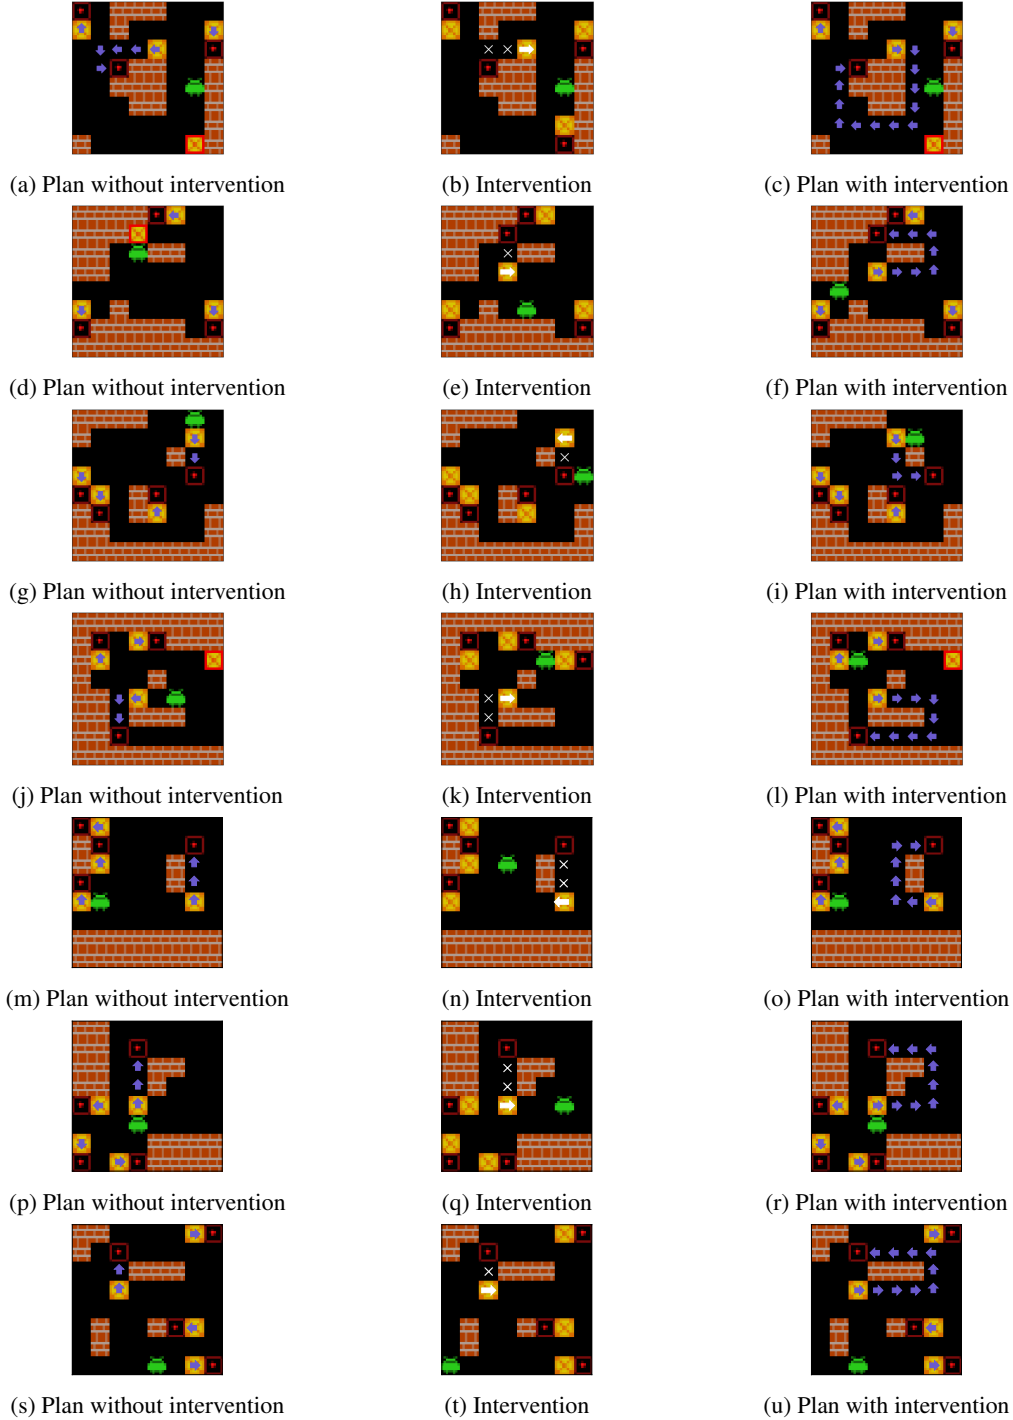 (a) Plan without intervention
(b) Intervention
(c) Plan with intervention
(d) Plan without intervention
(e) Intervention
(f) Plan with intervention
(g) Plan without intervention
(h) Intervention
(i) Plan with intervention
(j) Plan without intervention
(k) Intervention
(l) Plan with intervention
(m) Plan without intervention
(n) Intervention
(o) Plan with intervention
(p) Plan without intervention
(q) Intervention
(r) Plan with intervention
(s) Plan without intervention
(t) Intervention
(u) Plan with intervention